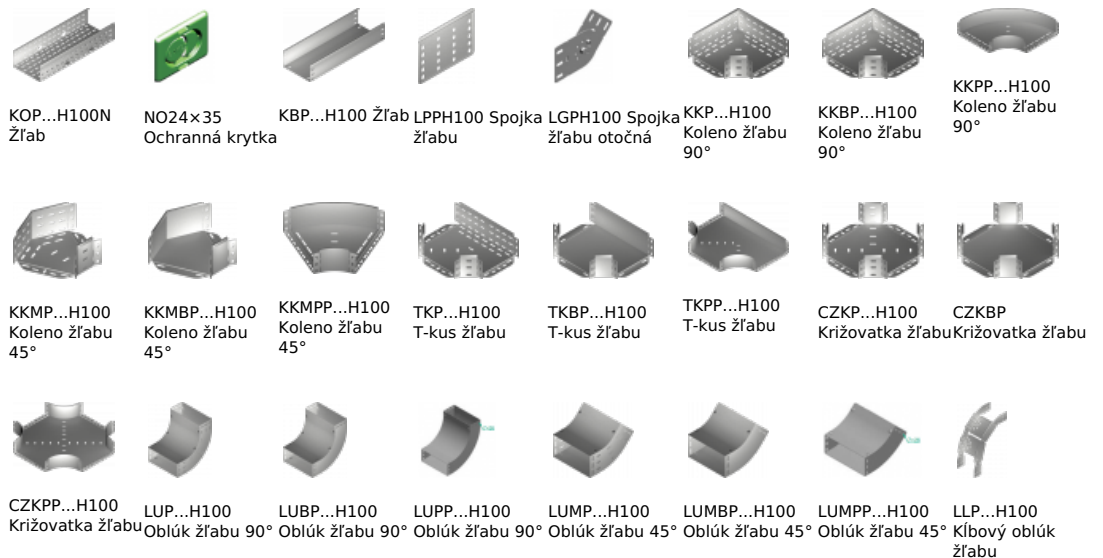 KOP...H100N
Žľab
NO24×35
Ochranná krytka
KBP...H100 Žľab
LPPH100 Spojka
žľabu
LGPH100 Spojka
žľabu otočná
KKP...H100
Koleno žľabu
90°
KKBP...H100
Koleno žľabu
90°
KKPP...H100
Koleno žľabu
90°
KKMP...H100
Koleno žľabu
45°
KKMBP...H100
Koleno žľabu
45°
KKMPP...H100
Koleno žľabu
45°
TKP...H100
T-kus žľabu
TKBP...H100
T-kus žľabu
TKPP...H100
T-kus žľabu
CZKP...H100
Križovatka žľabu
CZKBP
Križovatka žľabu
CZKPP...H100
Križovatka žľabu
LUP...H100
Oblúk žľabu 90°
LUBP...H100
Oblúk žľabu 90°
LUPP...H100
Oblúk žľabu 90°
LUMP...H100
Oblúk žľabu 45°
LUMBP...H100
Oblúk žľabu 45°
LUMPP...H100
Oblúk žľabu 45°
LLP...H100
Kĺbový oblúk
žľabu